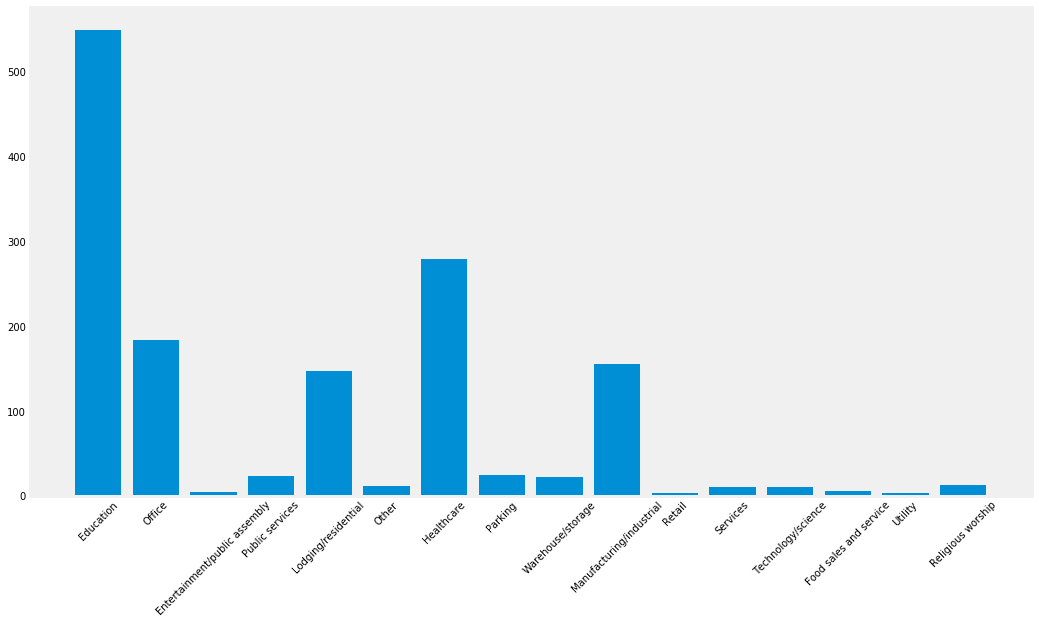 500
400
300
200
100
0
Education
Office
Entertainment/public assembly
Public services
Lodging/residential
Other
Healthcare
Parking
Warehouse/storage
Manufacturing/industrial
Retail
Services
Technology/science
Food sales and service
Utility
Religious worship